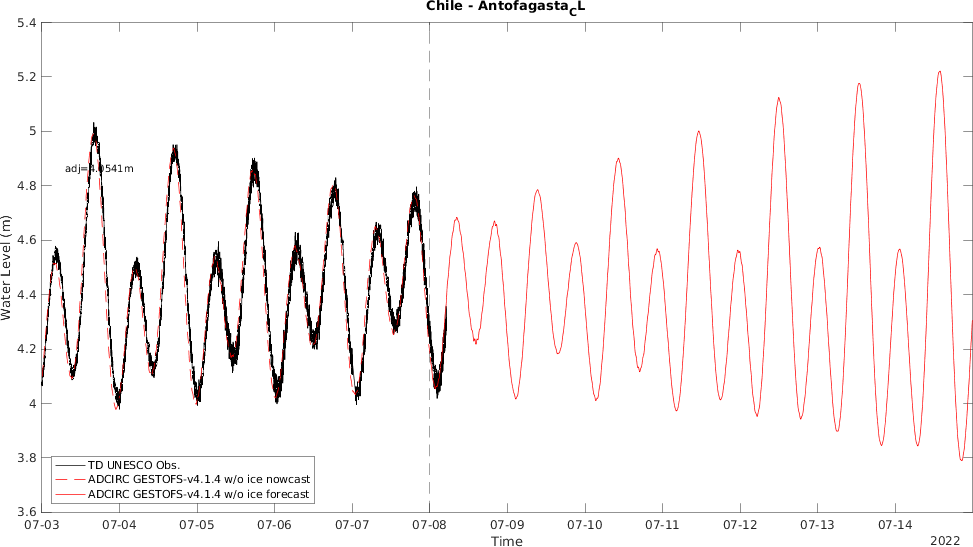 Chile - Antofagasta_CL
5.4
5.2
5
4.8
4.6
4.4
4.2
4
3.8
3.6
Water Level (m)
adj=4.0541m
TD UNESCO Obs.
ADCIRC GESTOFS-v4.1.4 w/o ice nowcast
ADCIRC GESTOFS-v4.1.4 w/o ice forecast
07-03 07-04 07-05 07-06 07-07 07-08 07-09 07-10 07-11 07-12 07-13 07-14
Time
2022